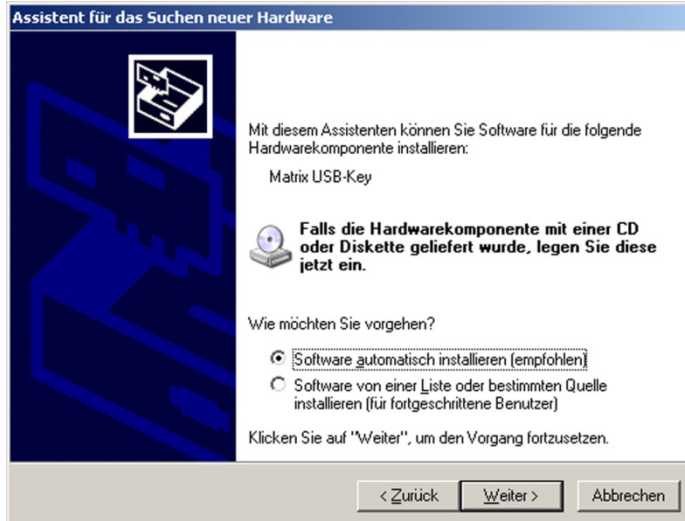 Assistent für das Suchen neuer Hardware
Mit diesem Assistenten können Sie Software für die folgende
Hardwarekomponente installieren:
Matrix USB-Key
Falls die Hardwarekomponente mit einer CD
oder Diskette geliefert wurde, legen Sie diese
jetzt ein.
Wie möchten Sie vorgehen?
Software automatisch installieren (empfohlen)
Software von einer Liste oder bestimmten Quelle
installieren (für fortgeschrittene Benutzer)
Klicken Sie auf "Weiter", um den Vorgang fortzusetzen.
< Zurück Weiter > Abbrechen